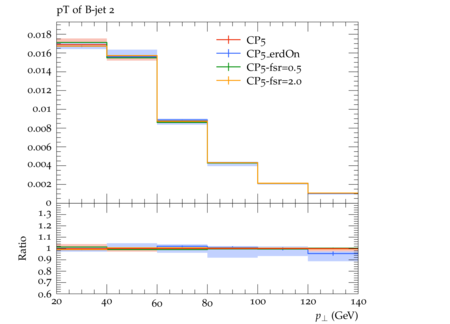 pT of B-jet 2
0.018
0.016
0.014
0.012
0.01
0.008
0.006
0.004
0.002
0
CP5
CP5_erdOn
CP5-fsr=0.5
CP5-fsr=2.0
1.3
1.2
1.1
1
0.9
0.8
0.7
0.6
Ratio
20 40 60 80 100 120 140
p⊥ (GeV)